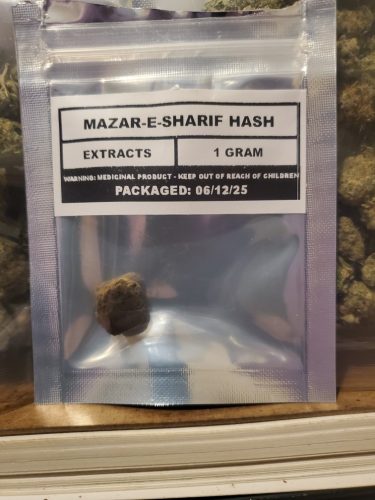 MAZAR-E-SHARIF HASH
EXTRACTS 1 GRAM
WARNING: MEDICINAL PRODUCT - KEEP OUT OF REACH OF CHILDREN
PACKAGED: 06/12/25